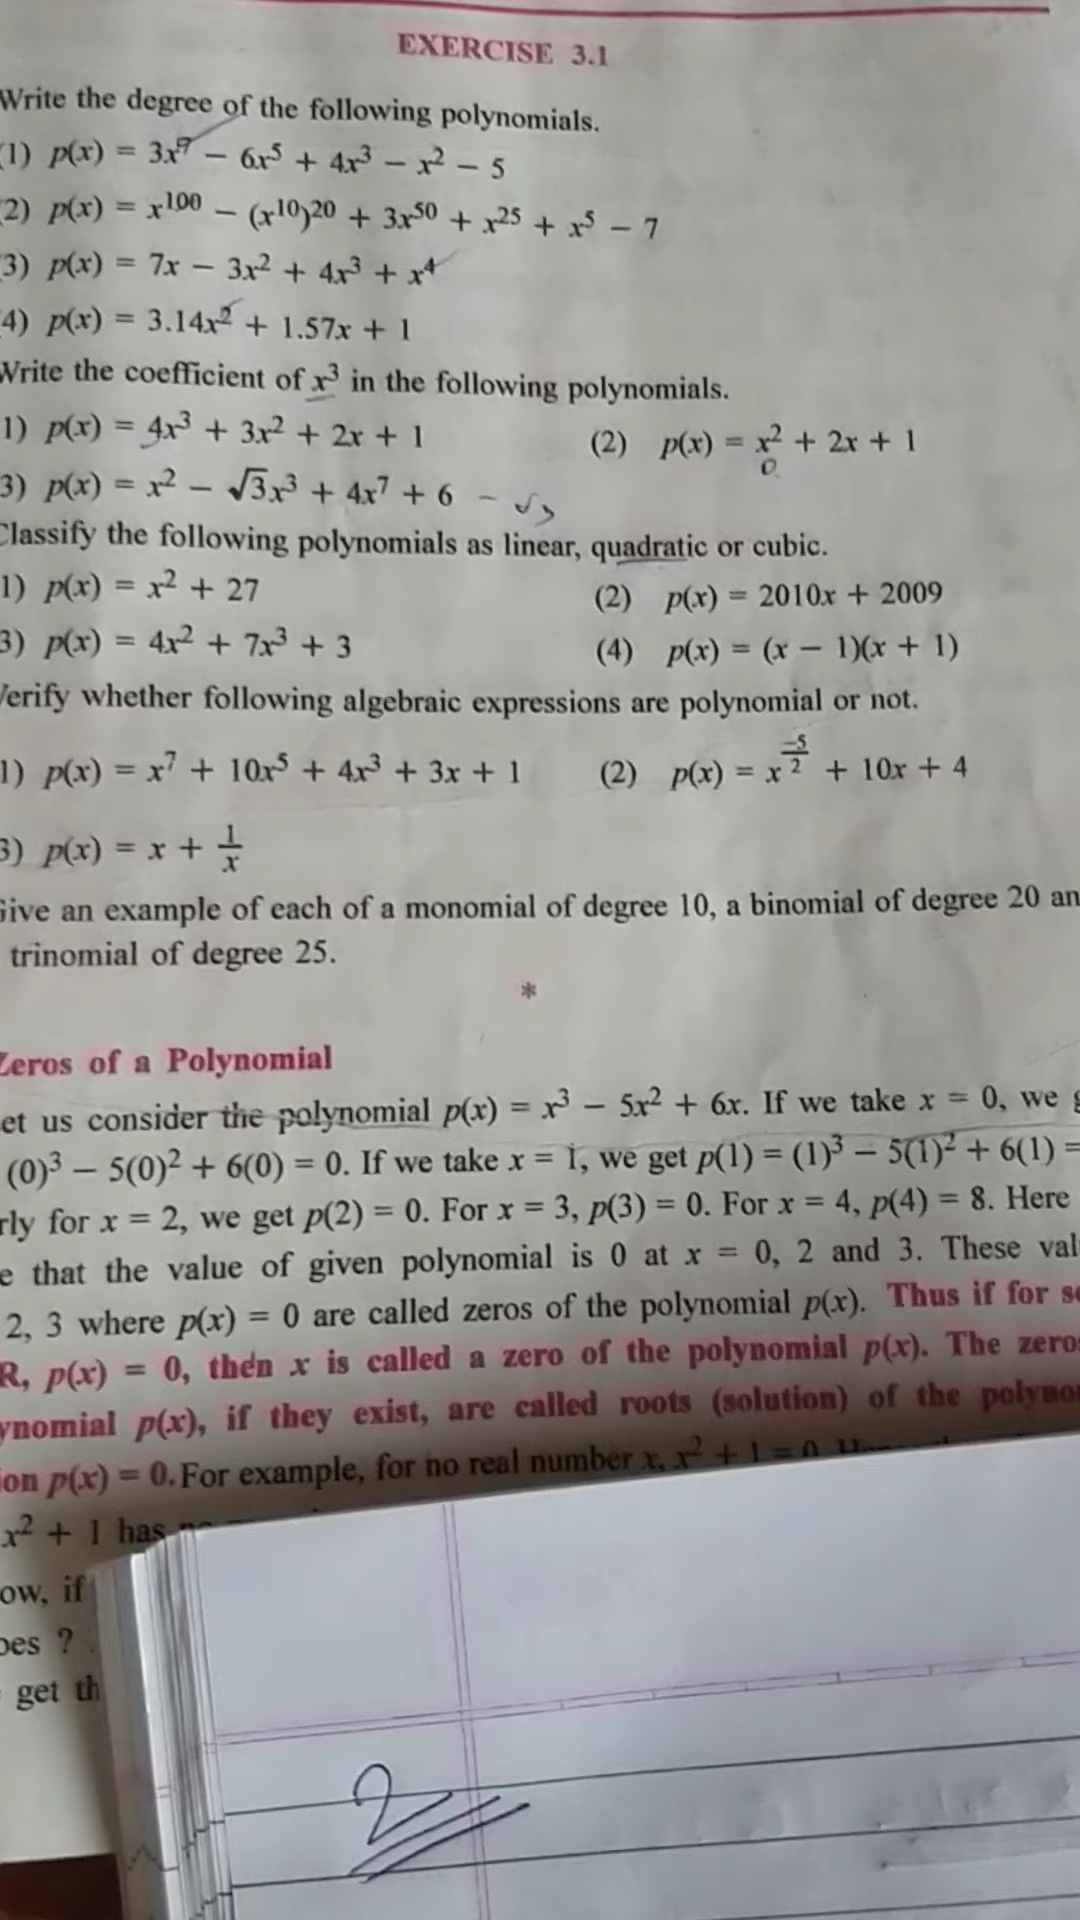 EXERCISE 3.1
Write the degree of the following polynomials.
(1) p(x) = 3x⁷ – 6x⁵ + 4x³ – x² – 5
(2) p(x) = x¹⁰⁰ – (x¹⁰)²⁰ + 3x⁵⁰ + x²⁵ + x⁵ – 7
3) p(x) = 7x – 3x² + 4x³ + x⁴
4) p(x) = 3.14x² + 1.57x + 1
Write the coefficient of x³ in the following polynomials.
1) p(x) = 4x³ + 3x² + 2x + 1 (2) p(x) = x² + 2x + 1
0
3) p(x) = x² – √3x³ + 4x⁷ + 6 – √3
Classify the following polynomials as linear, quadratic or cubic.
1) p(x) = x² + 27 (2) p(x) = 2010x + 2009
3) p(x) = 4x² + 7x³ + 3 (4) p(x) = (x – 1)(x + 1)
Verify whether following algebraic expressions are polynomial or not.
1) p(x) = x⁷ + 10x⁵ + 4x³ + 3x + 1 (2) p(x) = x^(-5/2) + 10x + 4
3) p(x) = x + 1/x
Give an example of each of a monomial of degree 10, a binomial of degree 20 an
trinomial of degree 25.
*
Zeros of a Polynomial
et us consider the polynomial p(x) = x³ – 5x² + 6x. If we take x = 0, we g
(0)³ – 5(0)² + 6(0) = 0. If we take x = 1, we get p(1) = (1)³ – 5(1)² + 6(1) =
rly for x = 2, we get p(2) = 0. For x = 3, p(3) = 0. For x = 4, p(4) = 8. Here
e that the value of given polynomial is 0 at x = 0, 2 and 3. These val
2, 3 where p(x) = 0 are called zeros of the polynomial p(x). Thus if for s
R, p(x) = 0, then x is called a zero of the polynomial p(x). The zero
ynomial p(x), if they exist, are called roots (solution) of the polyno
ion p(x) = 0. For example, for no real number x, x² + 1 = 0.
x² + 1 has
ow, if
oes ?
get th
2